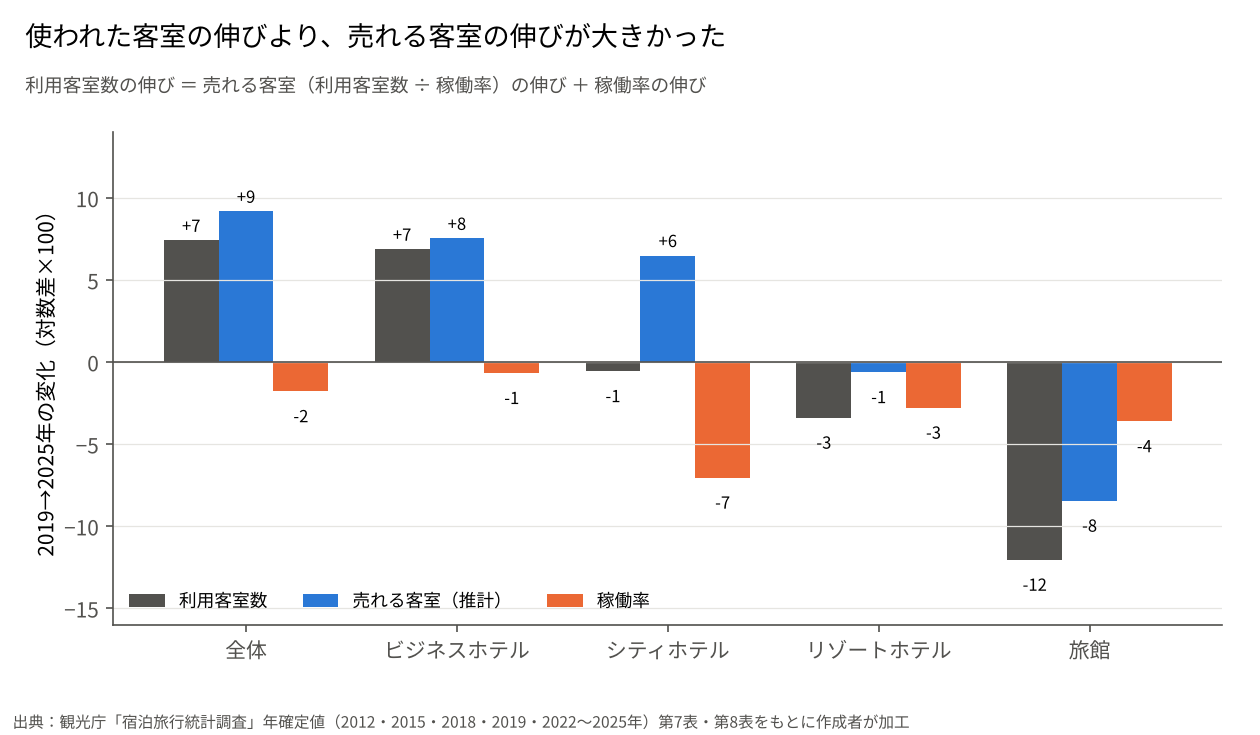 使われた客室の伸びより、売れる客室の伸びが大きかった
利用客室数の伸び ＝ 売れる客室（利用客室数 ÷ 稼働率）の伸び ＋ 稼働率の伸び
2019→2025年の変化（対数差×100）
10
5
0
−5
−10
−15
+7
+9
-2
+7
+8
-1
-1
+6
-7
-3
-1
-3
-12
-8
-4
利用客室数
売れる客室（推計）
稼働率
全体
ビジネスホテル
シティホテル
リゾートホテル
旅館
出典：観光庁「宿泊旅行統計調査」年確定値（2012・2015・2018・2019・2022〜2025年）第7表・第8表をもとに作成者が加工